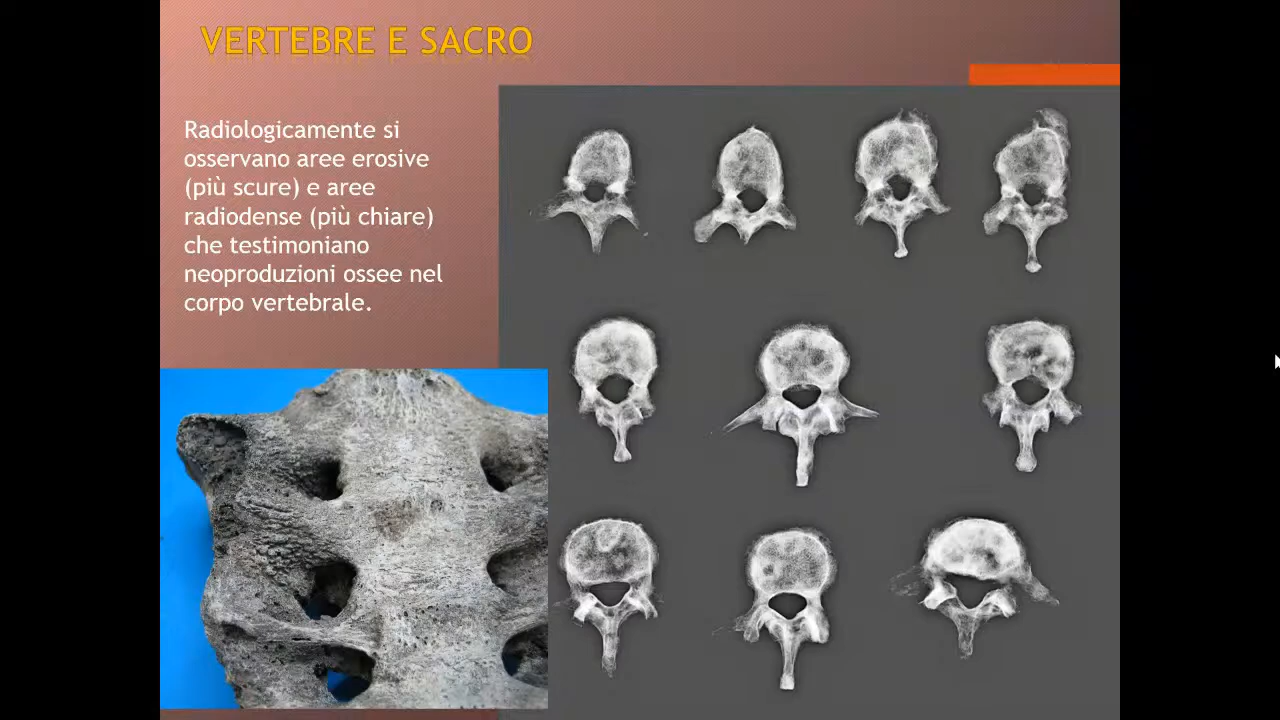 VERTEBRE E SACRO
Radiologicamente si
osservano aree erosive
(più scure) e aree
radiodense (più chiare)
che testimoniano
neoproduzioni ossee nel
corpo vertebrale.